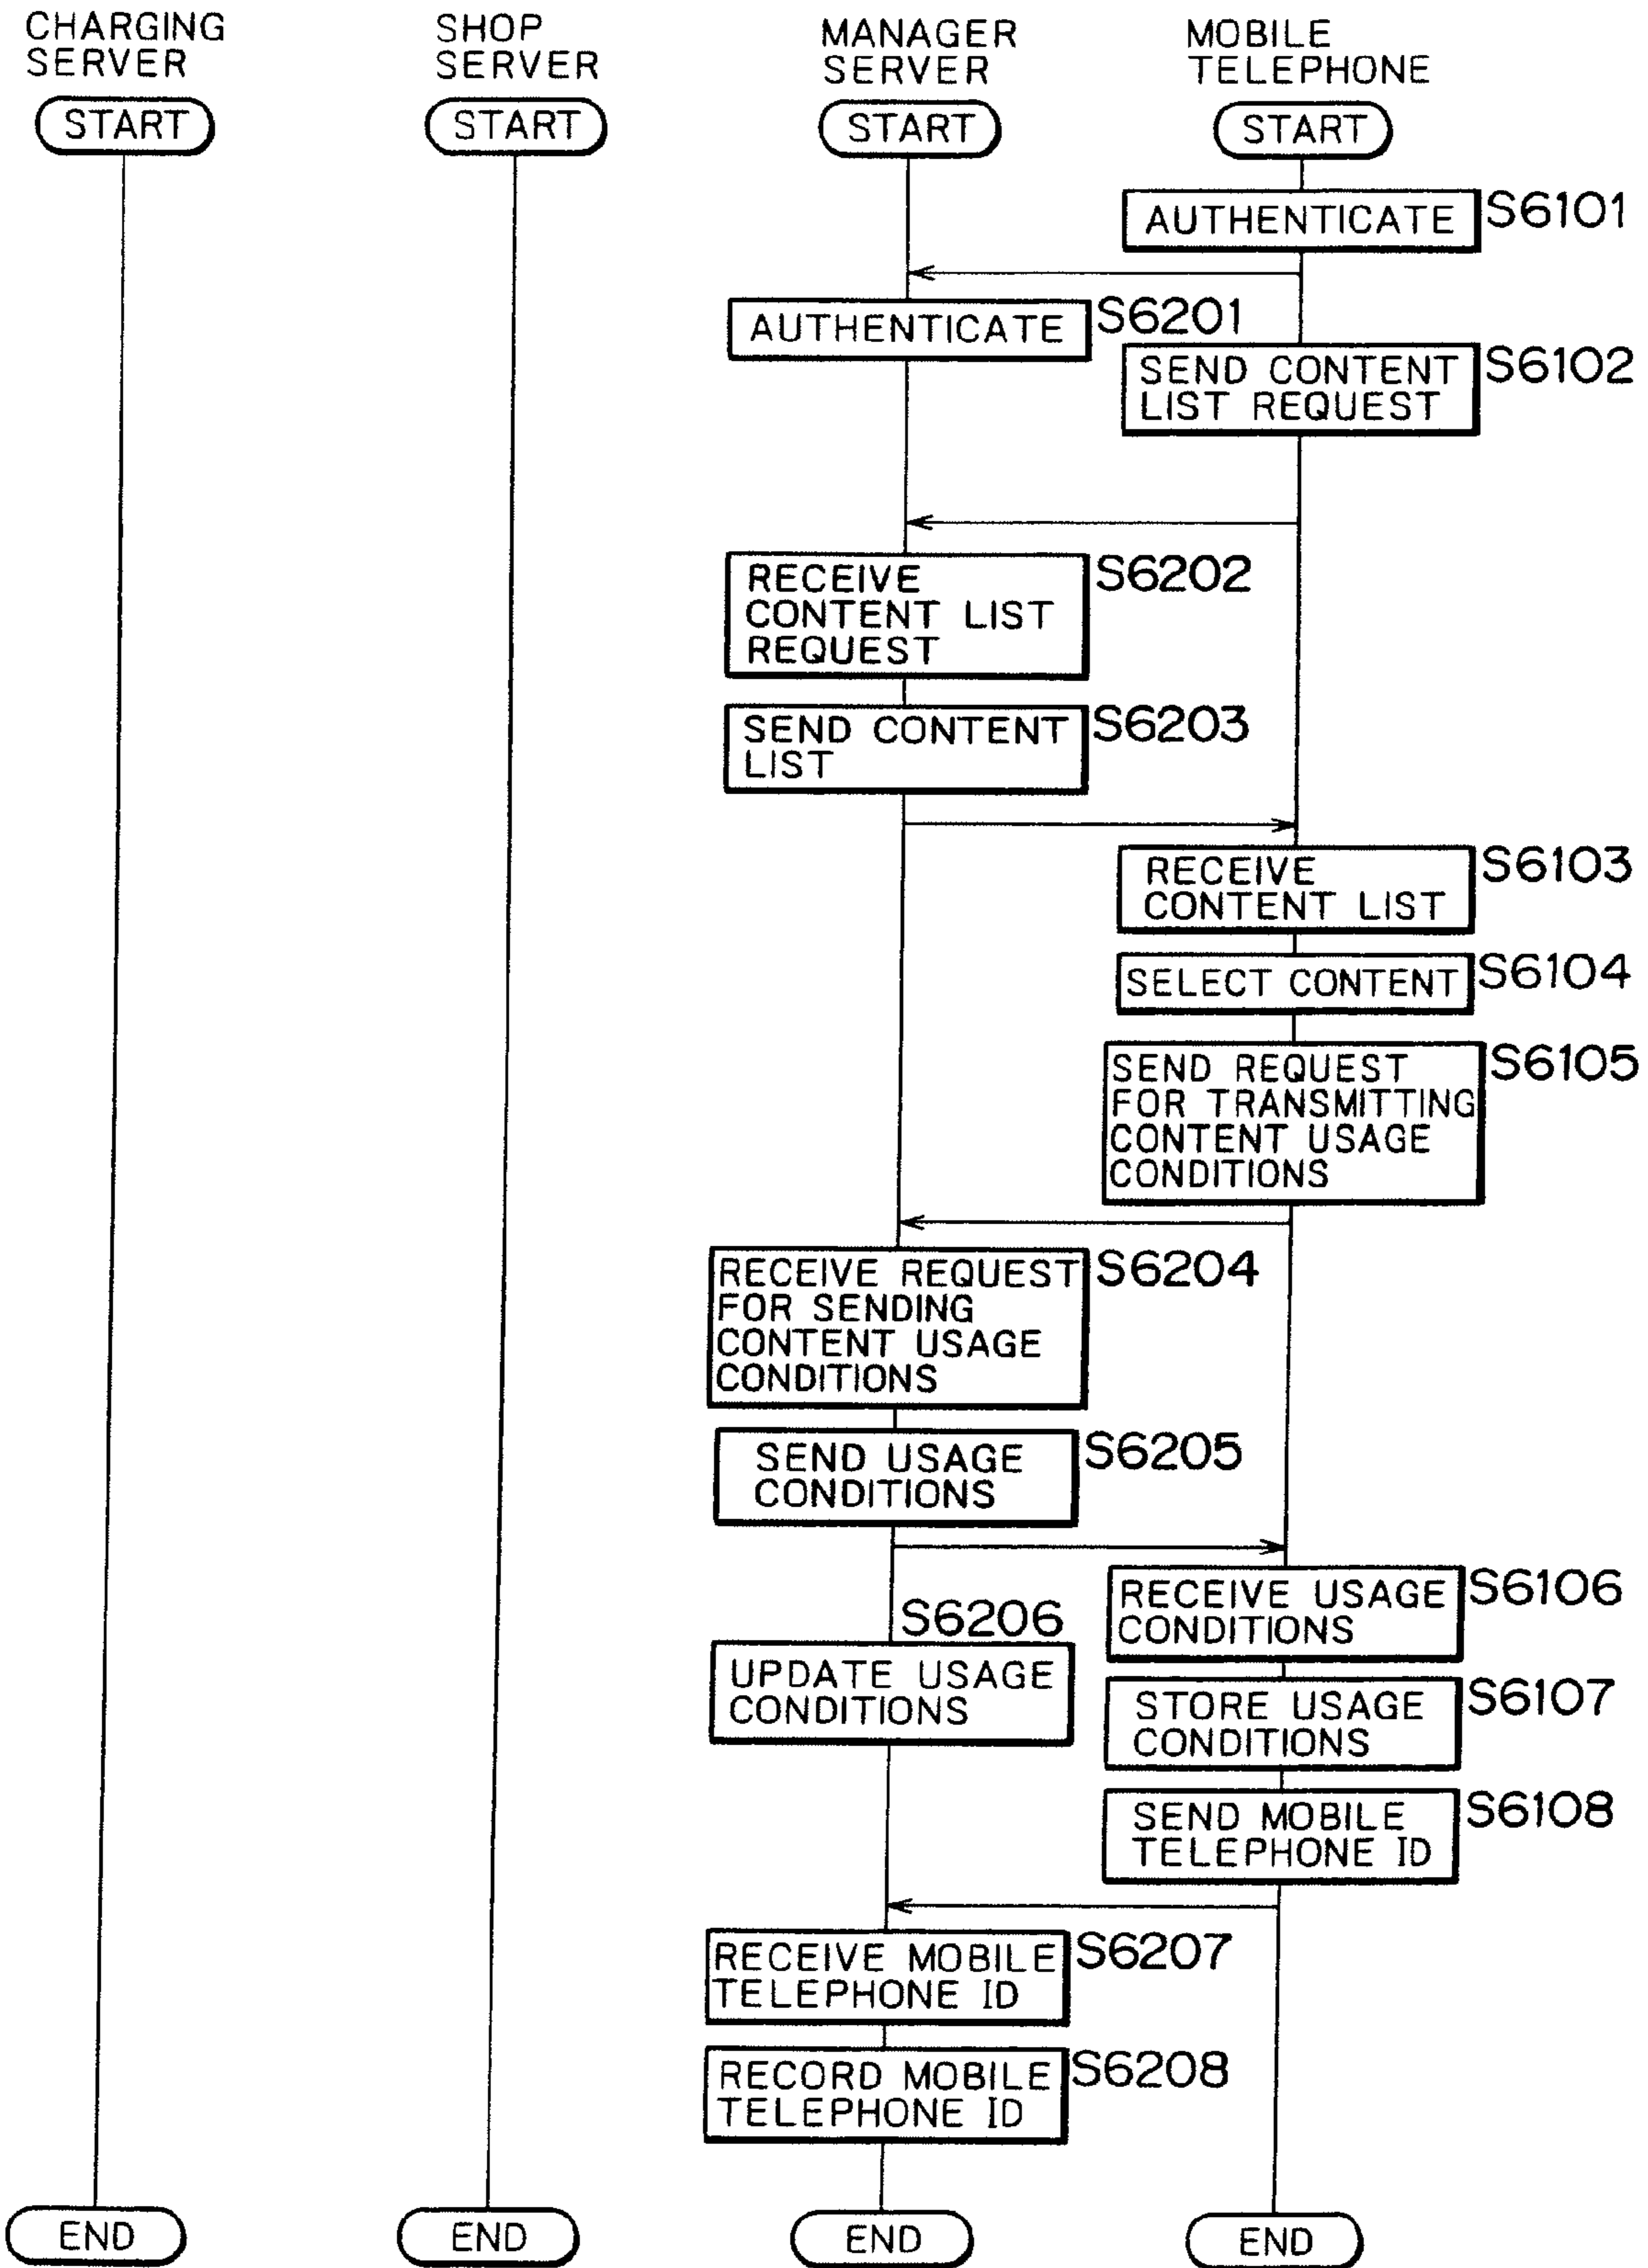 CHARGING
SERVER
SHOP
SERVER
MANAGER
SERVER
MOBILE
TELEPHONE
START
START
START
START
AUTHENTICATE
S6101
AUTHENTICATE
S6201
SEND CONTENT
LIST REQUEST
S6102
RECEIVE
CONTENT LIST
REQUEST
S6202
SEND CONTENT
LIST
S6203
RECEIVE
CONTENT LIST
S6103
SELECT CONTENT
S6104
SEND REQUEST
FOR TRANSMITTING
CONTENT USAGE
CONDITIONS
S6105
RECEIVE REQUEST
FOR SENDING
CONTENT USAGE
CONDITIONS
S6204
SEND USAGE
CONDITIONS
S6205
RECEIVE USAGE
CONDITIONS
S6106
S6206
UPDATE USAGE
CONDITIONS
STORE USAGE
CONDITIONS
S6107
SEND MOBILE
TELEPHONE ID
S6108
RECEIVE MOBILE
TELEPHONE ID
S6207
RECORD MOBILE
TELEPHONE ID
S6208
END
END
END
END